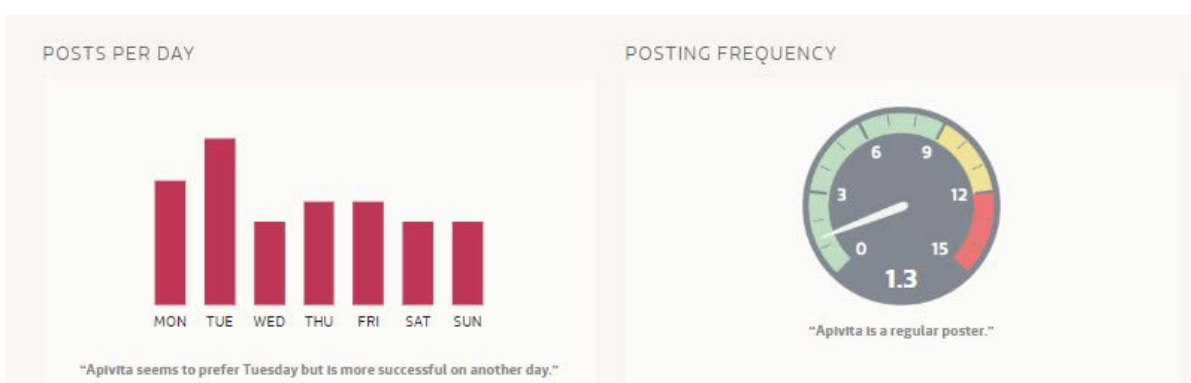 POSTS PER DAY
MON TUE WED THU FRI SAT SUN
“Apivita seems to prefer Tuesday but is more successful on another day.”
POSTING FREQUENCY
6 9
3 12
0 15
1.3
“Apivita is a regular poster.”